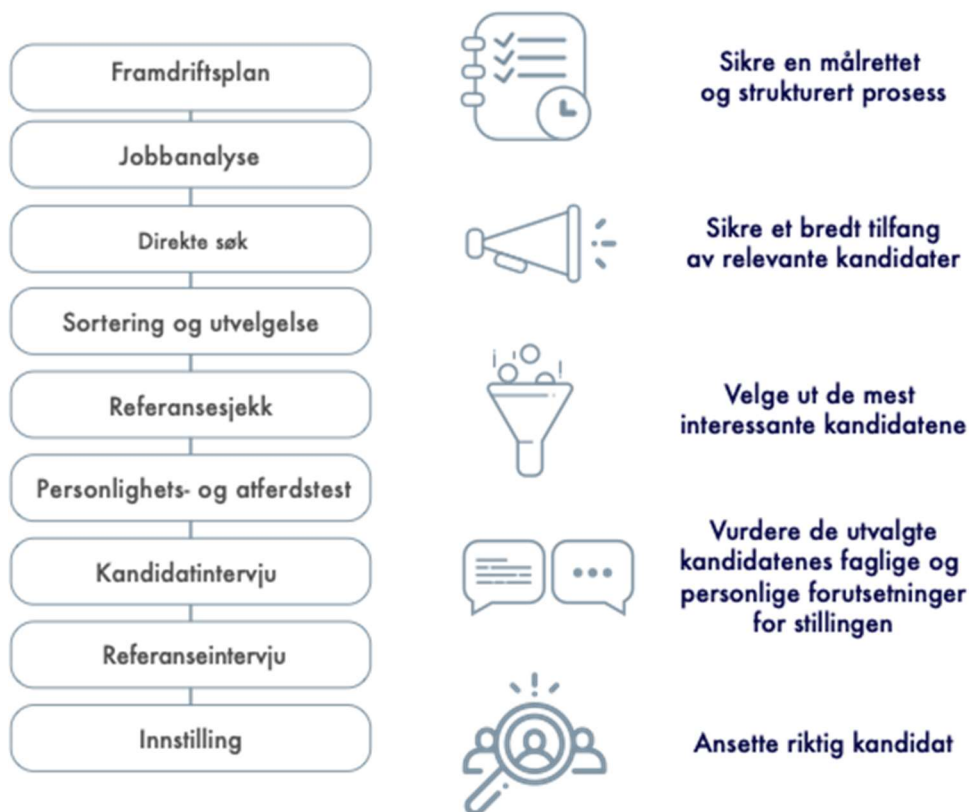 Framdriftsplan
Jobbanalyse
Direkte søk
Sortering og utvelgelse
Referansesjekk
Personlighets- og atferdstest
Kandidatintervju
Referanseintervju
Innstilling
Sikre en målrettet
og strukturert prosess
Sikre et bredt tilfang
av relevante kandidater
Velge ut de mest
interessante kandidatene
Vurdere de utvalgte
kandidatenes faglige og
personlige forutsetninger
for stillingen
Ansette riktig kandidat